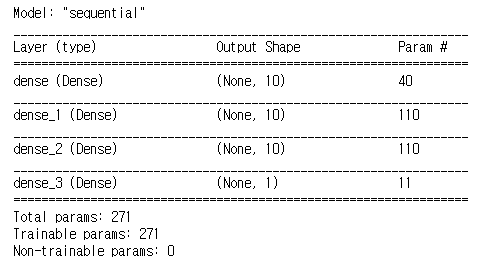 Model: "sequential"
_________________________________________________________________
Layer (type)                 Output Shape              Param #
=================================================================
dense (Dense)                (None, 10)                40
_________________________________________________________________
dense_1 (Dense)              (None, 10)                110
_________________________________________________________________
dense_2 (Dense)              (None, 10)                110
_________________________________________________________________
dense_3 (Dense)              (None, 1)                 11
=================================================================
Total params: 271
Trainable params: 271
Non-trainable params: 0